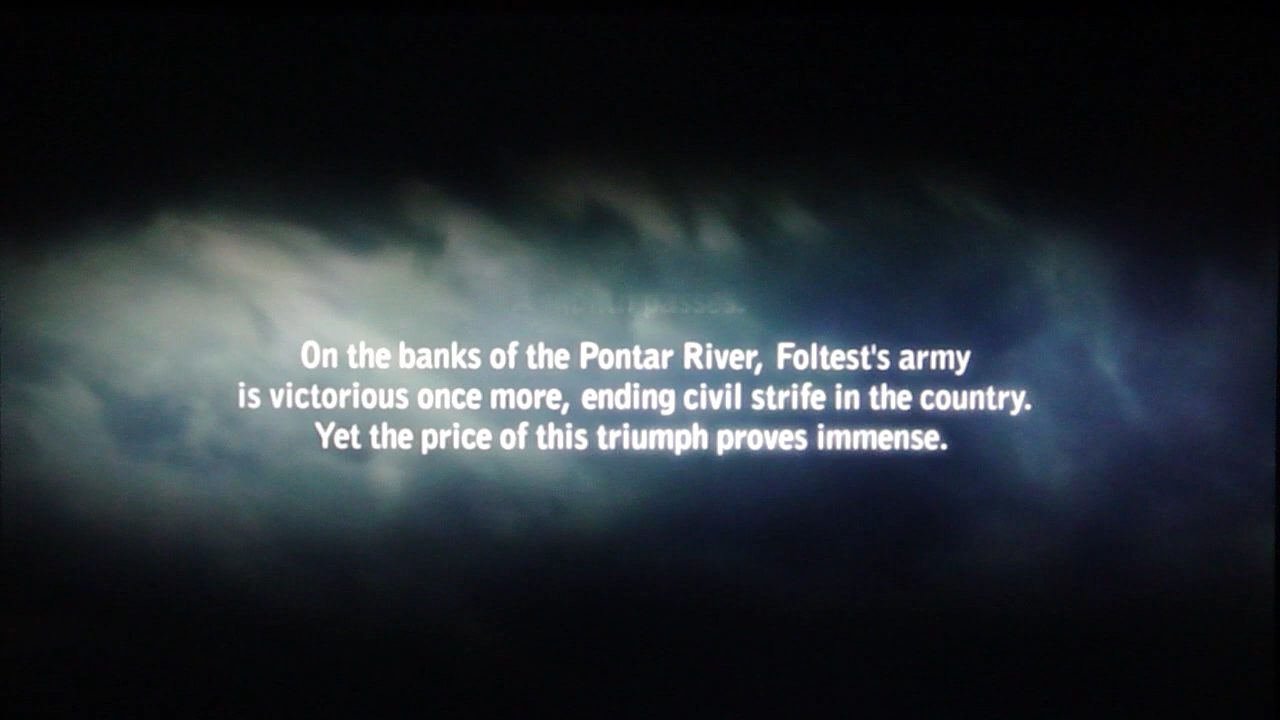 passes.
On the banks of the Pontar River, Foltest's army
is victorious once more, ending civil strife in the country.
Yet the price of this triumph proves immense.